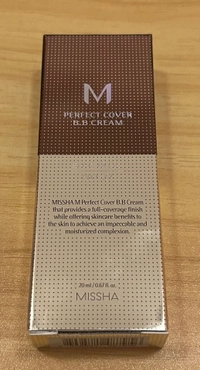 M
PERFECT COVER
B.B CREAM
MISSHA M Perfect Cover B.B Cream
that provides a full-coverage finish
while offering skincare benefits to
the skin to achieve an impeccable and
moisturized complexion.
20 ml / 0.67 fl. oz.
MISSHA